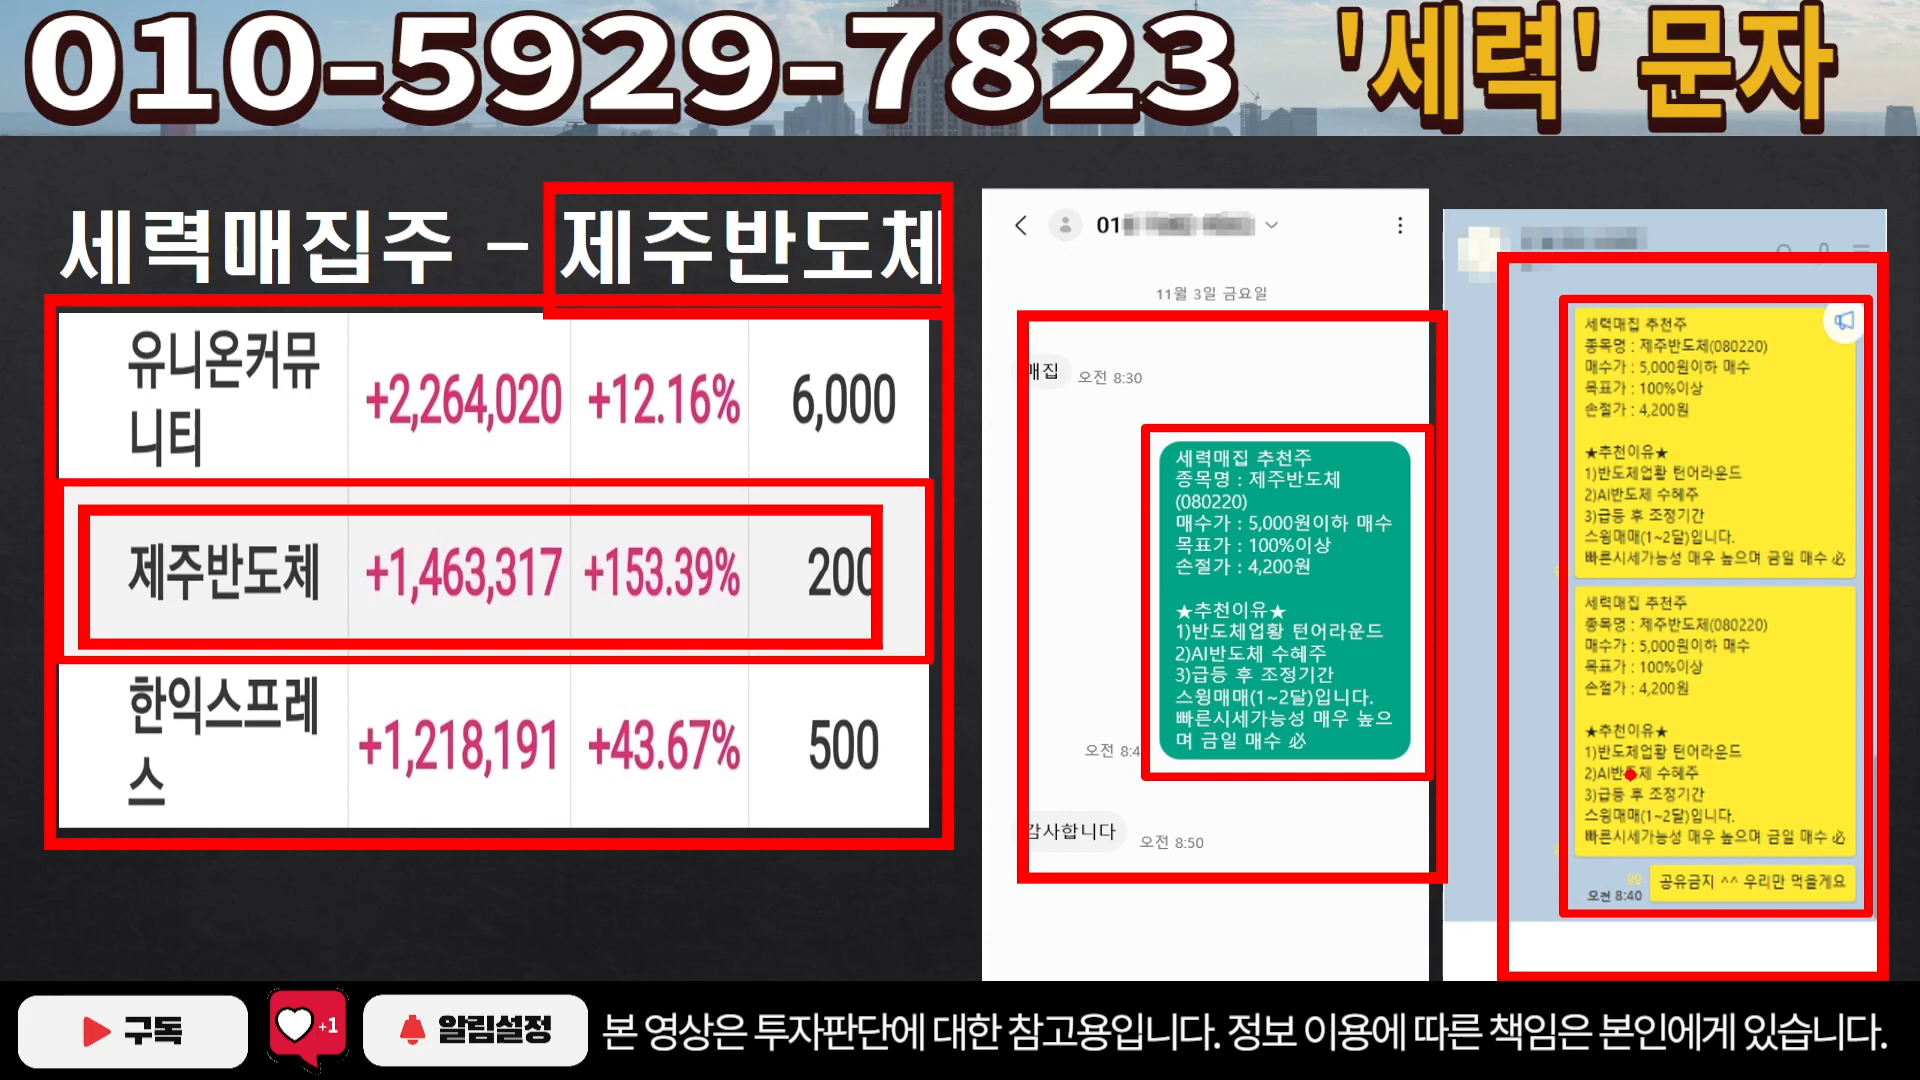 010-5929-7823 '세력' 문자
세력매집주 - 제주반도체
유니온커뮤
니티
+2,264,020 +12.16% 6,000
제주반도체 +1,463,317 +153.39% 200
한익스프레
스
+1,218,191 +43.67% 500
01
11월 3일 금요일
매집 오전 8:30
세력매집 추천주
종목명 : 제주반도체
(080220)
매수가 : 5,000원이하 매수
목표가 : 100%이상
손절가 : 4,200원
★추천이유★
1)반도체업황 턴어라운드
2)AI반도체 수혜주
3)급등 후 조정기간
스윙매매(1~2달)입니다.
빠른시세가능성 매우 높으
며 금일 매수 必
오전 8:4
감사합니다 오전 8:50
세력매집 추천주
종목명 : 제주반도체(080220)
매수가 : 5,000원이하 매수
목표가 : 100%이상
손절가 : 4,200원
★추천이유★
1)반도체업황 턴어라운드
2)AI반도체 수혜주
3)급등 후 조정기간
스윙매매(1~2달)입니다.
빠른시세가능성 매우 높으며 금일 매수 必
세력매집 추천주
종목명 : 제주반도체(080220)
매수가 : 5,000원이하 매수
목표가 : 100%이상
손절가 : 4,200원
★추천이유★
1)반도체업황 턴어라운드
2)AI반도체 수혜주
3)급등 후 조정기간
스윙매매(1~2달)입니다.
빠른시세가능성 매우 높으며 금일 매수 必
공유금지 ^^ 우리만 먹을게요
오전 8:40
구독 +1 알림설정 본 영상은 투자판단에 대한 참고용입니다. 정보 이용에 따른 책임은 본인에게 있습니다.